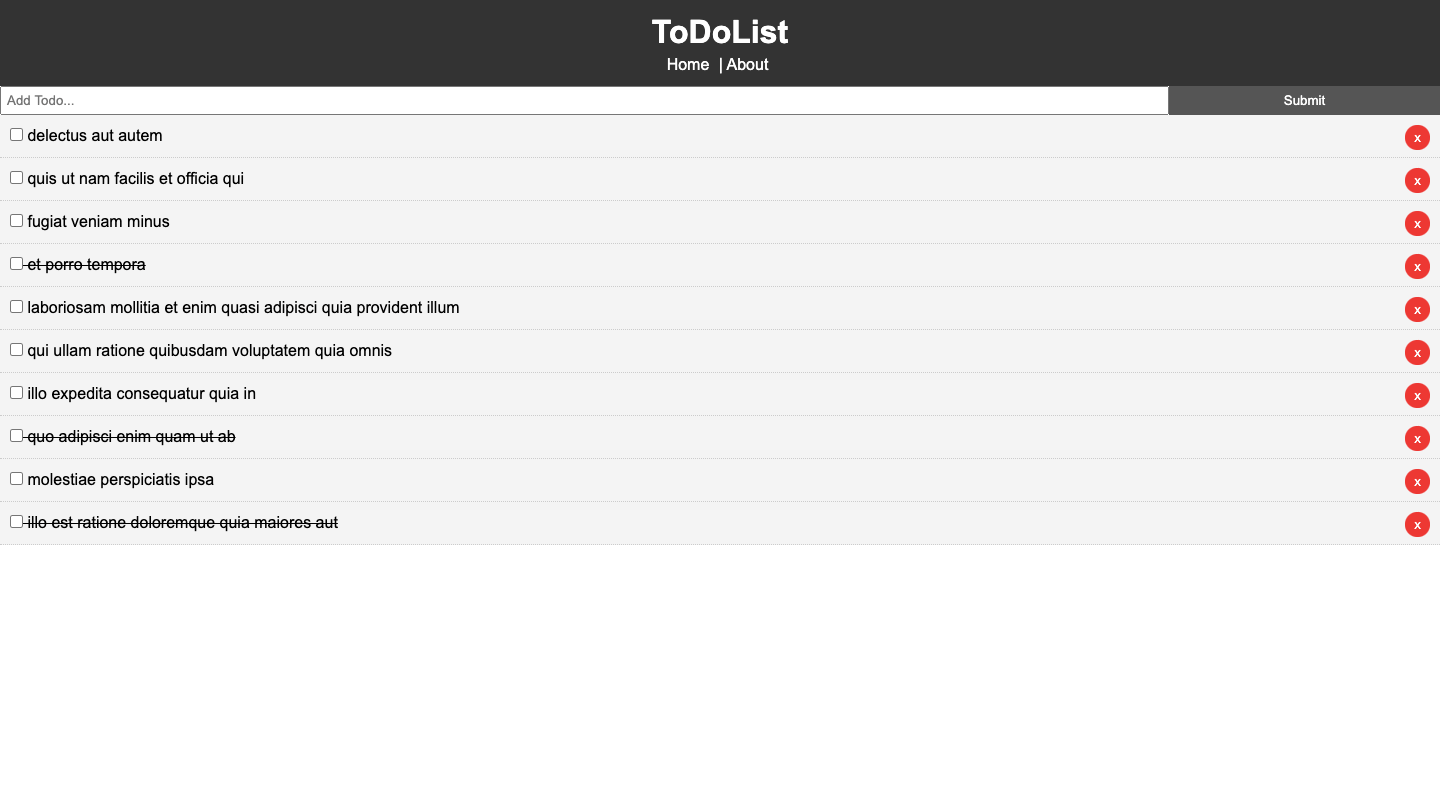 ToDoList
Home | About
Add Todo... Submit
delectus aut autem x
quis ut nam facilis et officia qui x
fugiat veniam minus x
et porro tempora x
laboriosam mollitia et enim quasi adipisci quia provident illum x
qui ullam ratione quibusdam voluptatem quia omnis x
illo expedita consequatur quia in x
quo adipisci enim quam ut ab x
molestiae perspiciatis ipsa x
illo est ratione doloremque quia maiores aut x